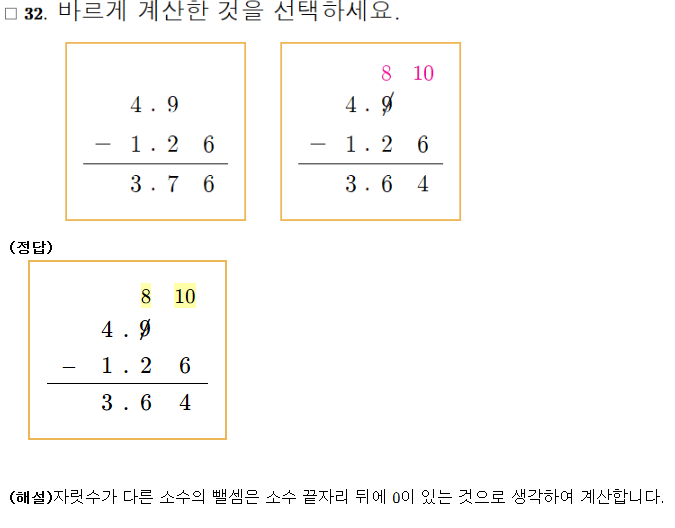 □ 32. 바르게 계산한 것을 선택하세요.
8 10
4 . 9 4 . 9
− 1 . 2 6 − 1 . 2 6
3 . 7 6 3 . 6 4
(정답)
8 10
4 . 9
− 1 . 2 6
3 . 6 4
(해설)자릿수가 다른 소수의 뺄셈은 소수 끝자리 뒤에 0이 있는 것으로 생각하여 계산합니다.